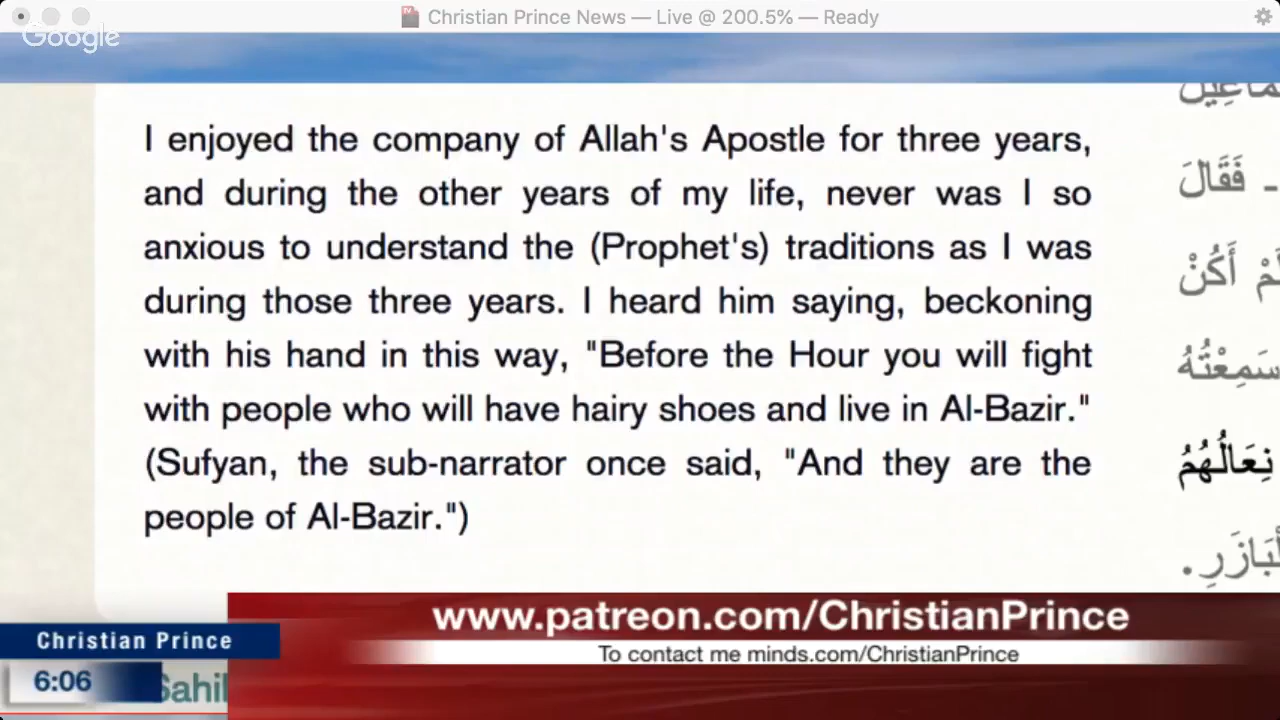 Christian Prince News — Live @ 200.5% — Ready
Google
I enjoyed the company of Allah's Apostle for three years,
and during the other years of my life, never was I so
anxious to understand the (Prophet's) traditions as I was
during those three years. I heard him saying, beckoning
with his hand in this way, "Before the Hour you will fight
with people who will have hairy shoes and live in Al-Bazir."
(Sufyan, the sub-narrator once said, "And they are the
people of Al-Bazir.")
ـ فَقَالَ
أَكُنْ
سَمِعْتُهُ
نِعَالُهُمُ
www.patreon.com/ChristianPrince
To contact me minds.com/ChristianPrince
Christian Prince
6:06
Sahih